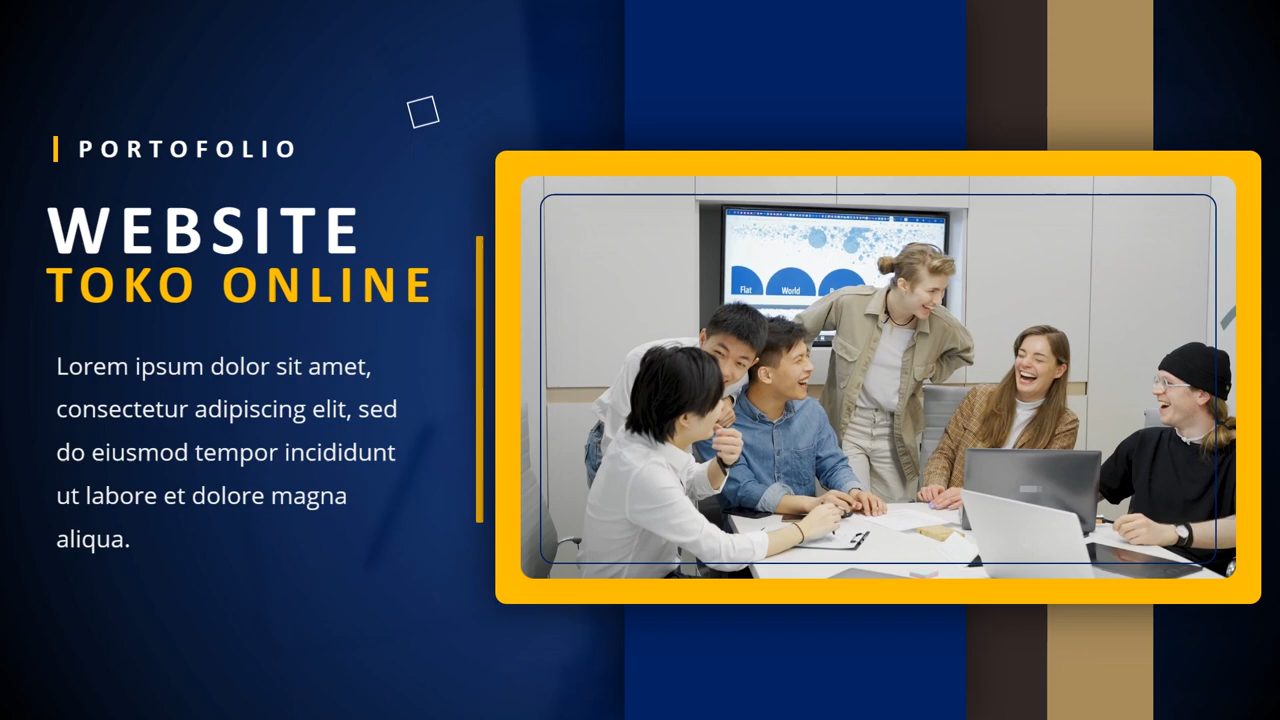 PORTOFOLIO
WEBSITE
TOKO ONLINE
Lorem ipsum dolor sit amet,
consectetur adipiscing elit, sed
do eiusmod tempor incididunt
ut labore et dolore magna
aliqua.
Flat
World